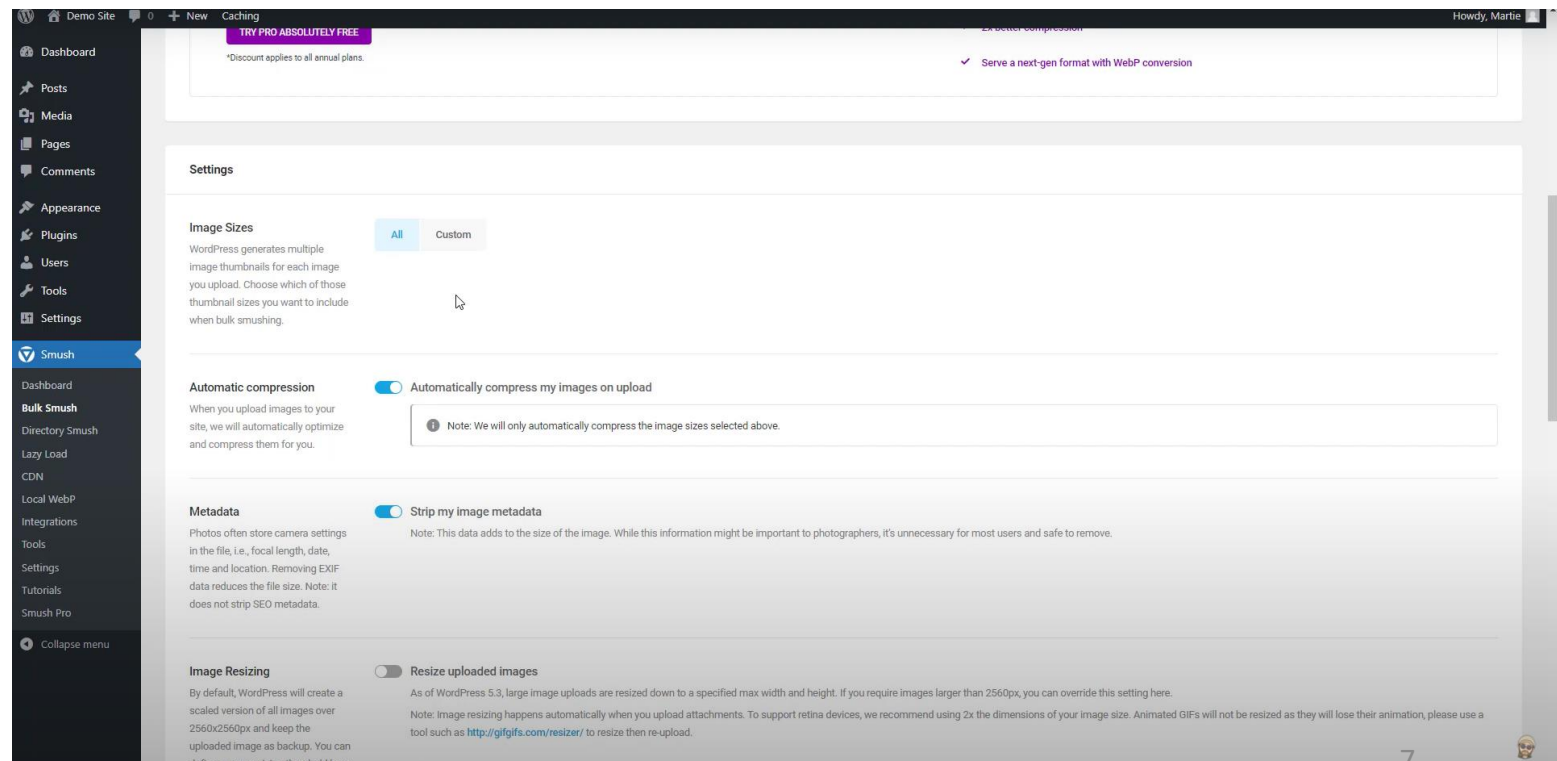 Demo Site 0 New Caching Howdy, Martie
Dashboard
Posts
Media
Pages
Comments
Appearance
Plugins
Users
Tools
Settings
Smush
Dashboard
Bulk Smush
Directory Smush
Lazy Load
CDN
Local WebP
Integrations
Tools
Settings
Tutorials
Smush Pro
Collapse menu
TRY PRO ABSOLUTELY FREE
*Discount applies to all annual plans.
2x better compression
Serve a next-gen format with WebP conversion
Settings
Image Sizes
WordPress generates multiple
image thumbnails for each image
you upload. Choose which of those
thumbnail sizes you want to include
when bulk smushing.
All Custom
Automatic compression
When you upload images to your
site, we will automatically optimize
and compress them for you.
Automatically compress my images on upload
Note: We will only automatically compress the image sizes selected above.
Metadata
Photos often store camera settings
in the file, i.e., focal length, date,
time and location. Removing EXIF
data reduces the file size. Note: it
does not strip SEO metadata.
Strip my image metadata
Note: This data adds to the size of the image. While this information might be important to photographers, it's unnecessary for most users and safe to remove.
Image Resizing
By default, WordPress will create a
scaled version of all images over
2560x2560px and keep the
uploaded image as backup. You can
Resize uploaded images
As of WordPress 5.3, large image uploads are resized down to a specified max width and height. If you require images larger than 2560px, you can override this setting here.
Note: Image resizing happens automatically when you upload attachments. To support retina devices, we recommend using 2x the dimensions of your image size. Animated GIFs will not be resized as they will lose their animation, please use a
tool such as http://gifgifs.com/resizer/ to resize then re-upload.